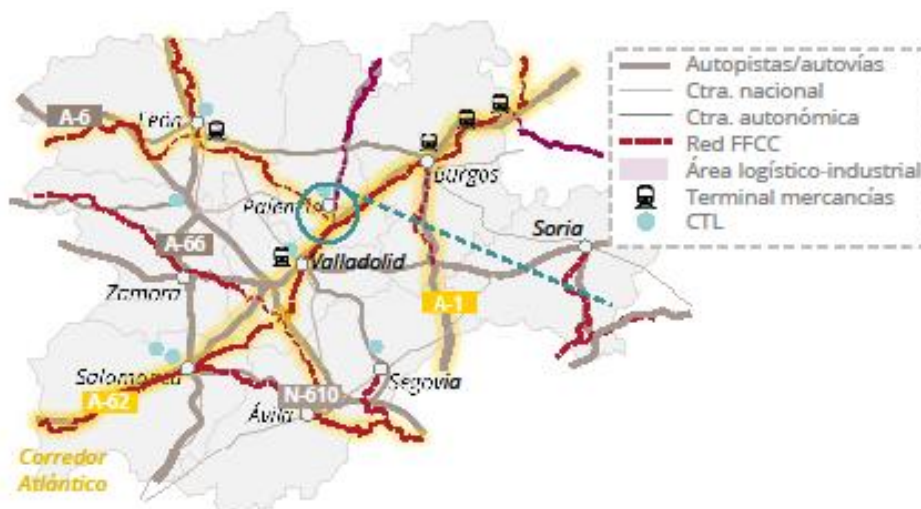 Autopistas/autovías
Ctra. nacional
Ctra. autonómica
Red FFCC
Área logístico-industrial
Terminal mercancías
CTL
A-6
León
Burgos
Palencia
Soria
A-66
Valladolid
Zamora
A-1
Salamanca
Segovia
A-62
N-610
Ávila
Corredor
Atlántico